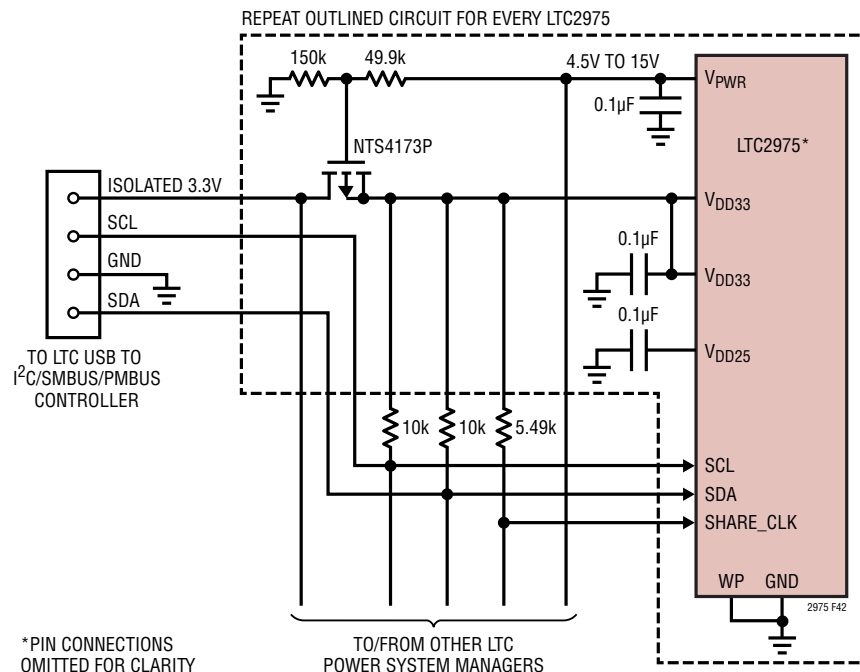 REPEAT OUTLINED CIRCUIT FOR EVERY LTC2975
150k
49.9k
4.5V TO 15V
VPWR
0.1µF
LTC2975*
NTS4173P
ISOLATED 3.3V
VDD33
SCL
0.1µF
GND
VDD33
SDA
0.1µF
VDD25
TO LTC USB TO
I2C/SMBUS/PMBUS
CONTROLLER
10k
10k
5.49k
SCL
SDA
SHARE_CLK
WP
GND
2975 F42
*PIN CONNECTIONS
OMITTED FOR CLARITY
TO/FROM OTHER LTC
POWER SYSTEM MANAGERS